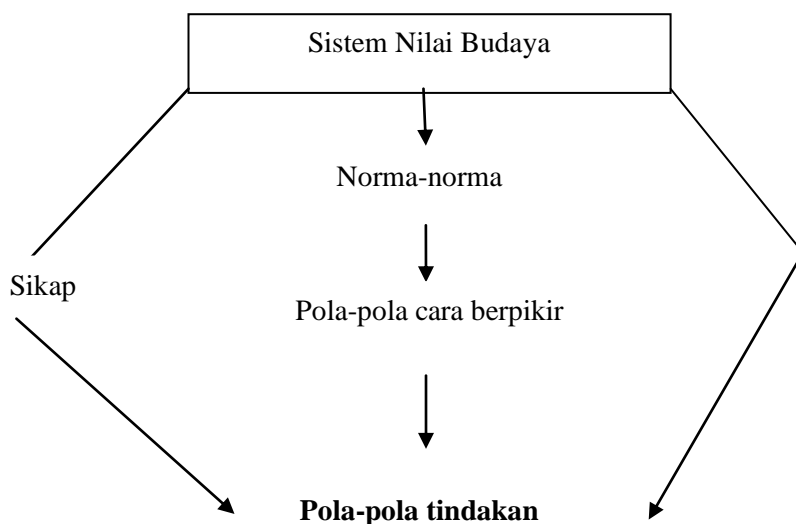 Sistem Nilai Budaya
Norma-norma
Sikap
Pola-pola cara berpikir
Pola-pola tindakan